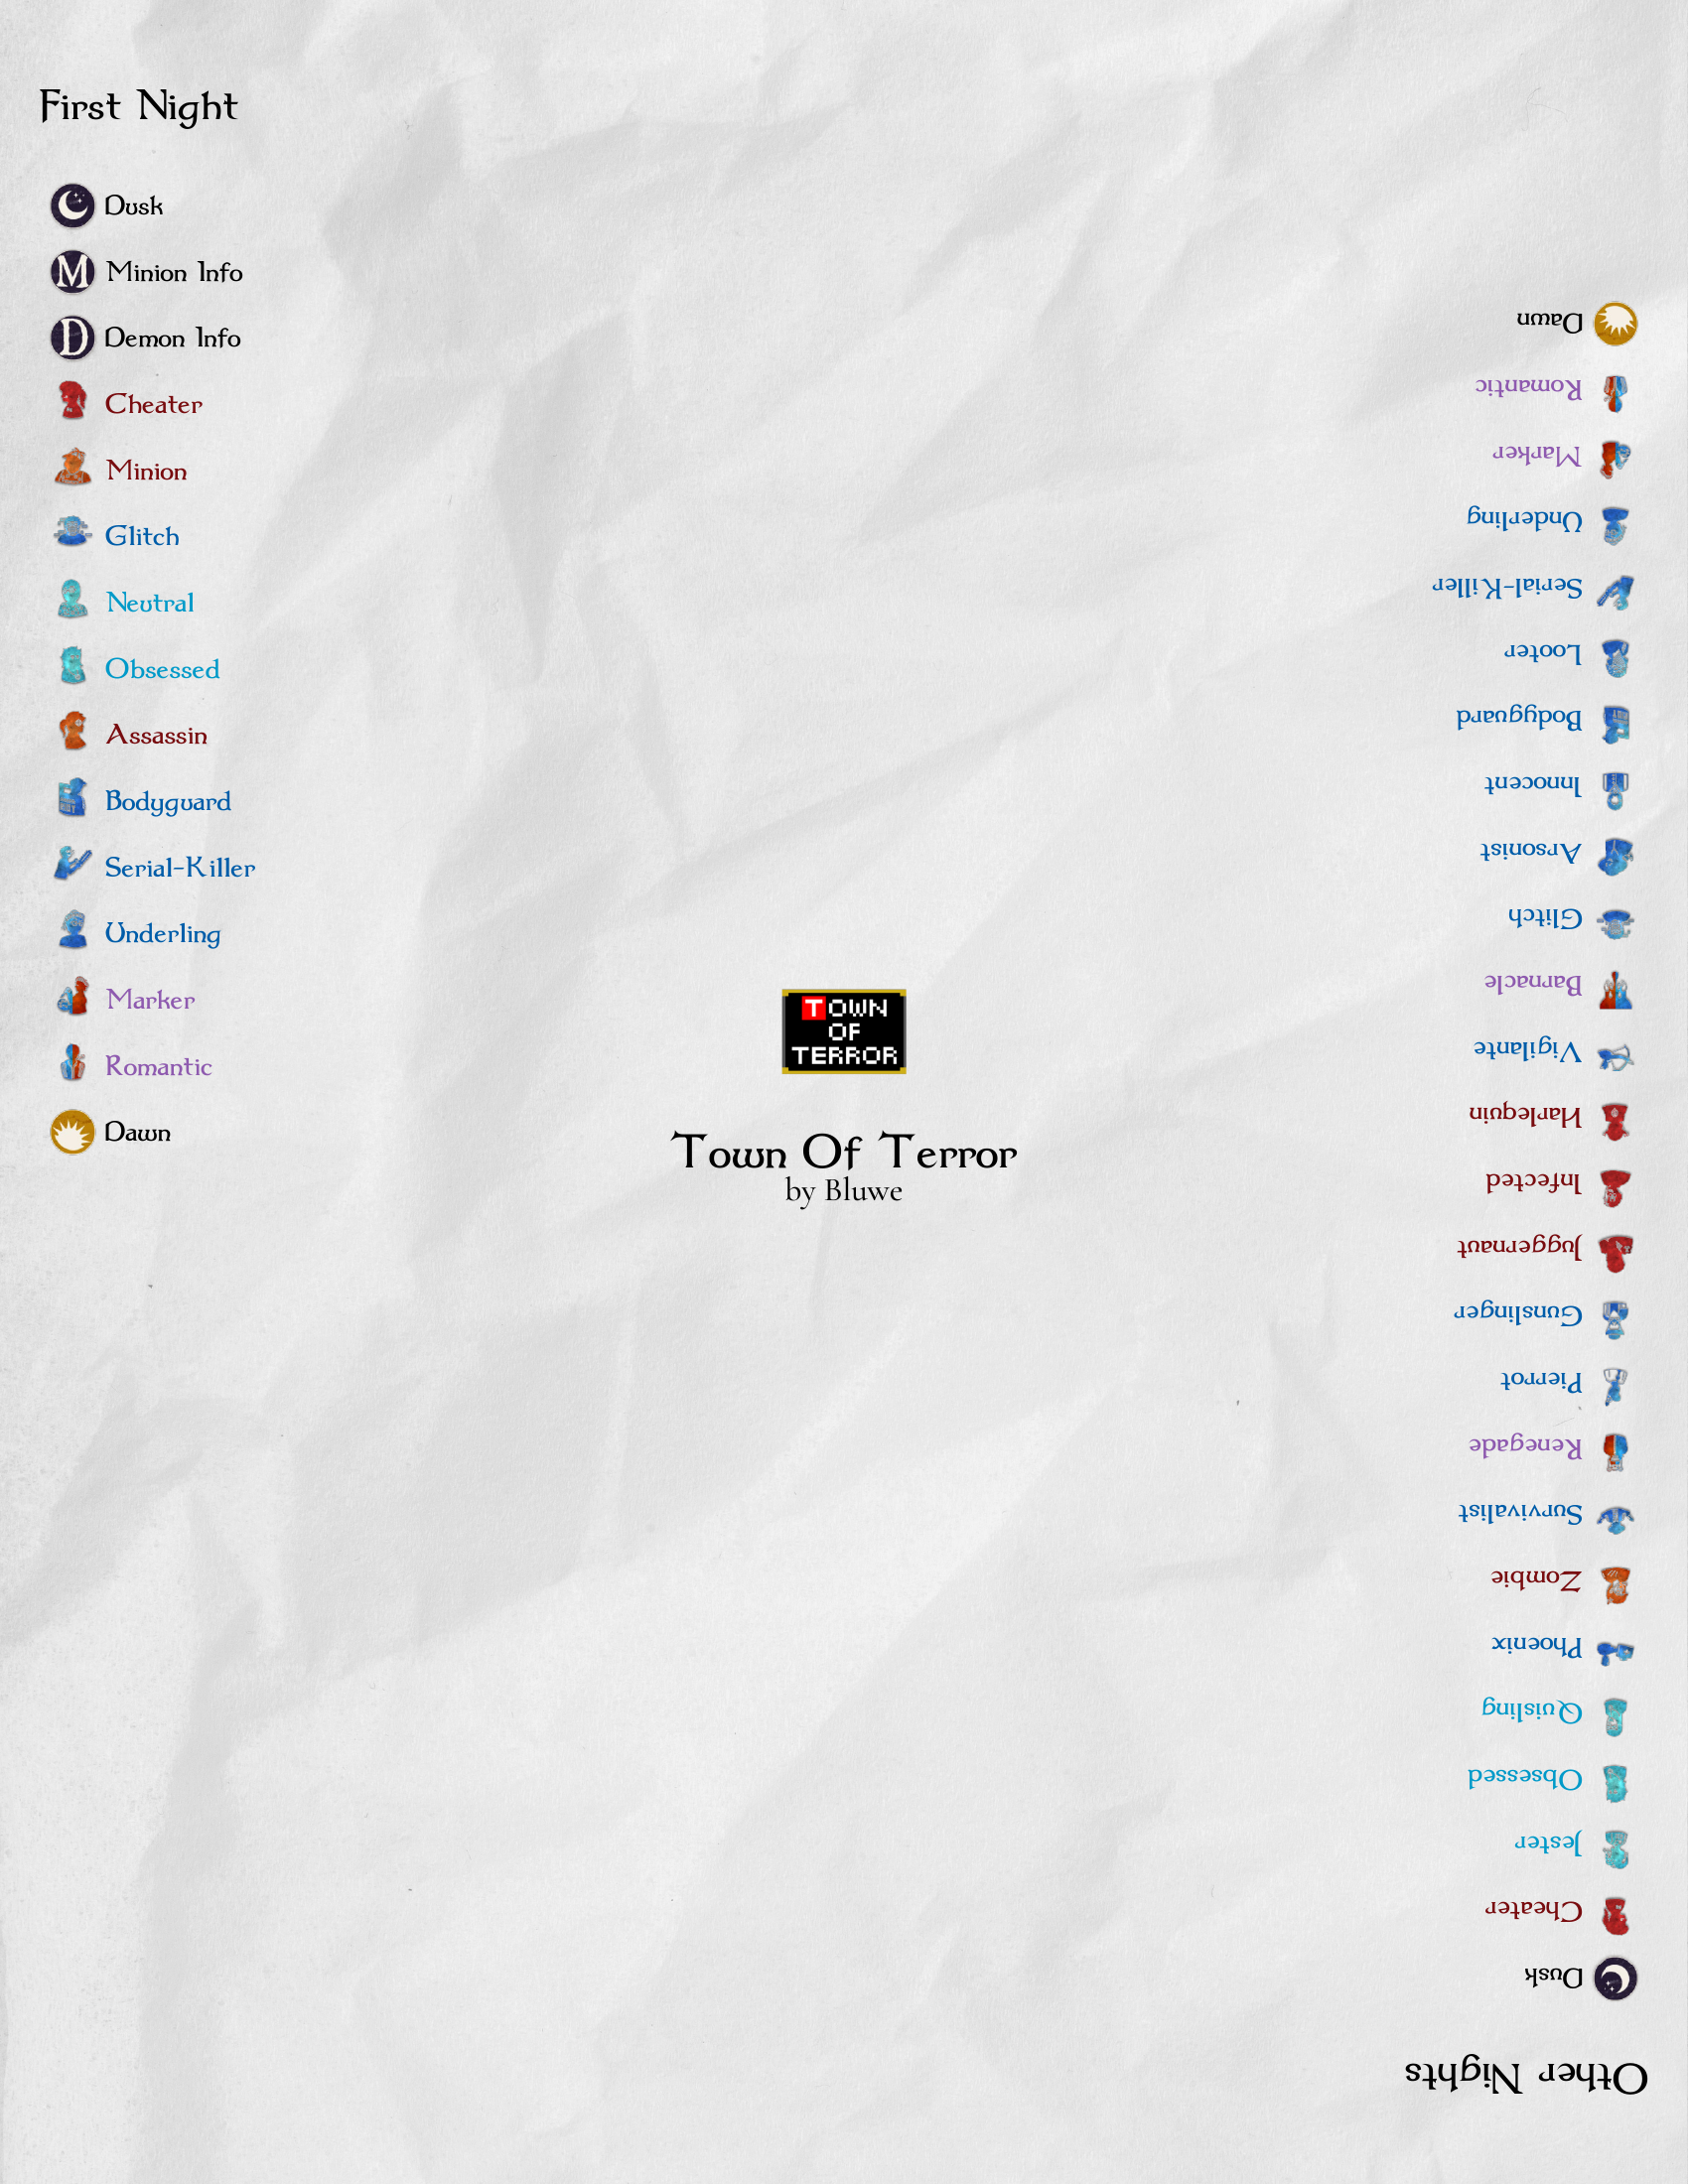 First Night
Dusk
Minion Info
Demon Info
Cheater
Minion
Glitch
Neutral
Obsessed
Assassin
Bodyguard
Serial-Killer
Underling
Marker
Romantic
Dawn
TOWN
OF
TERROR
Town Of Terror
by Bluwe
Other Nights
Dusk
Cheater
Jester
Obsessed
Quisling
Phoenix
Zombie
Survivalist
Renegade
Pierrot
Gunslinger
Juggernaut
Infected
Harlequin
Vigilante
Barnacle
Glitch
Arsonist
Innocent
Bodyguard
Looter
Serial-Killer
Underling
Marker
Romantic
Dawn